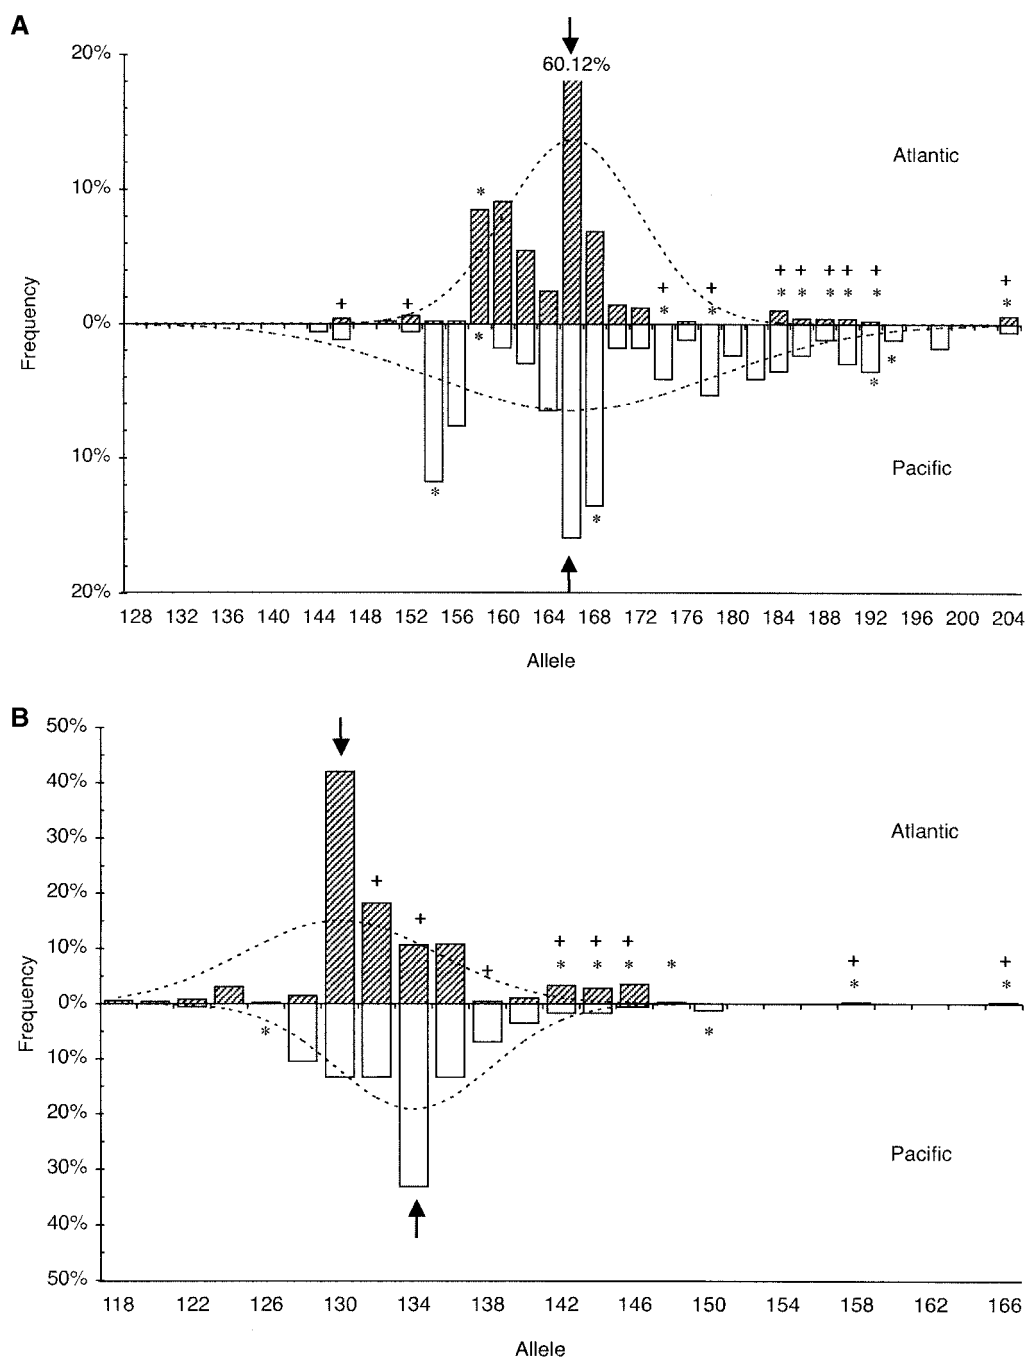 A
20%
60.12%
Atlantic
10%
*
+ + + + +
+ + +
+ + * * * * * *
* *
0%
*
*
*
Frequency
10%
Pacific
*
*
20%
128 132 136 140 144 148 152 156 160 164 168 172 176 180 184 188 192 196 200 204
Allele
B
50%
40%
Atlantic
30%
20%
+
+
10%
+ + + + +
+ * * * * * *
0%
* *
Frequency
10%
20%
Pacific
30%
40%
50%
118 122 126 130 134 138 142 146 150 154 158 162 166
Allele